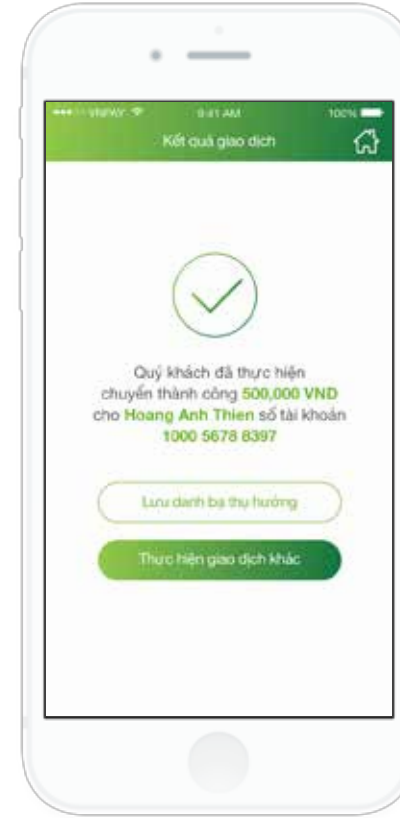 9:41 AM
100%
Kết quả giao dịch
Quý khách đã thực hiện
chuyển thành công 500,000 VND
cho Hoang Anh Thien số tài khoản
1000 5678 8397
Lưu danh bạ thụ hưởng
Thực hiện giao dịch khác